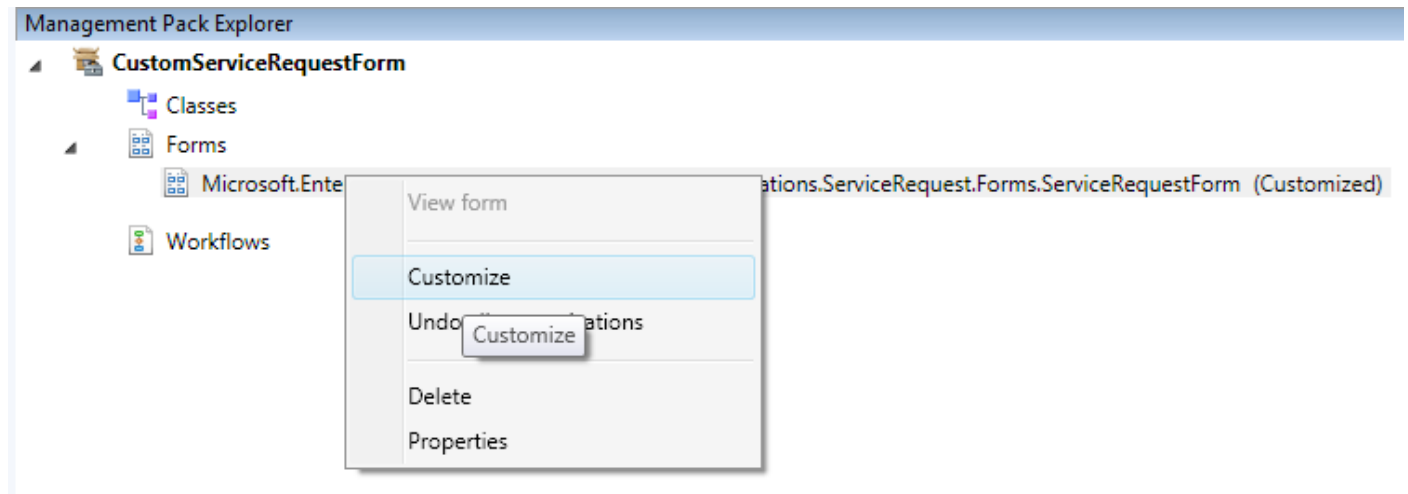 Management Pack Explorer
CustomServiceRequestForm
Classes
Forms
Microsoft.Ente ations.ServiceRequest.Forms.ServiceRequestForm (Customized)
View form
Workflows
Customize
Undo ations
Customize
Delete
Properties